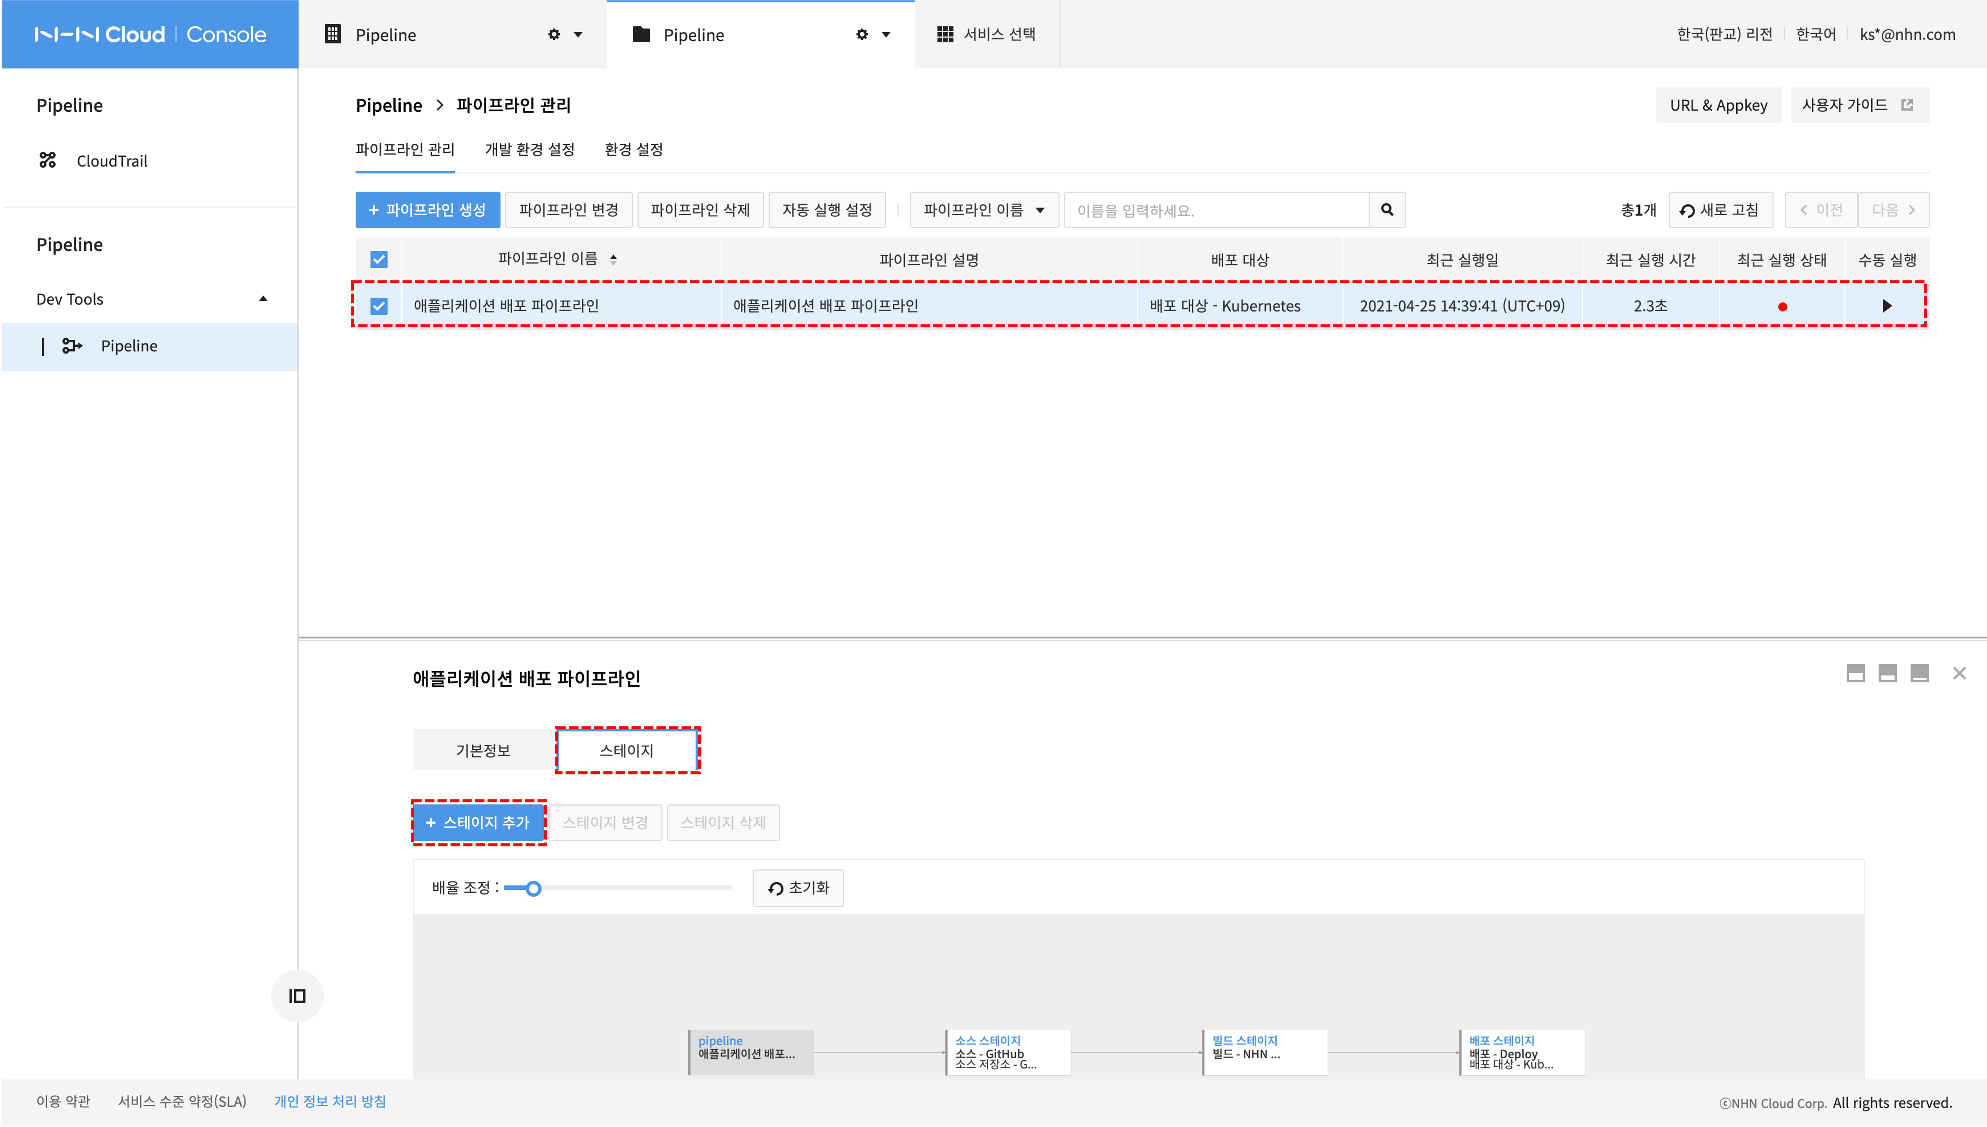 NHN Cloud | Console
Pipeline
Pipeline
서비스 선택
한국(판교) 리전
한국어
ks*@nhn.com
Pipeline
CloudTrail
Pipeline
Dev Tools
Pipeline
Pipeline > 파이프라인 관리
URL & Appkey
사용자 가이드
파이프라인 관리
개발 환경 설정
환경 설정
+ 파이프라인 생성
파이프라인 변경
파이프라인 삭제
자동 실행 설정
파이프라인 이름
이름을 입력하세요.
총1개
새로 고침
< 이전
다음 >
파이프라인 이름
파이프라인 설명
배포 대상
최근 실행일
최근 실행 시간
최근 실행 상태
수동 실행
애플리케이션 배포 파이프라인
애플리케이션 배포 파이프라인
배포 대상 - Kubernetes
2021-04-25 14:39:41 (UTC+09)
2.3초
애플리케이션 배포 파이프라인
기본정보
스테이지
+ 스테이지 추가
스테이지 변경
스테이지 삭제
배율 조정 :
초기화
pipeline
애플리케이션 배포...
소스 스테이지
소스 - GitHub
소스 저장소 - G...
빌드 스테이지
빌드 - NHN ...
배포 스테이지
배포 - Deploy
배포 대상 - Kub...
이용 약관
서비스 수준 약정(SLA)
개인 정보 처리 방침
ⓒNHN Cloud Corp. All rights reserved.